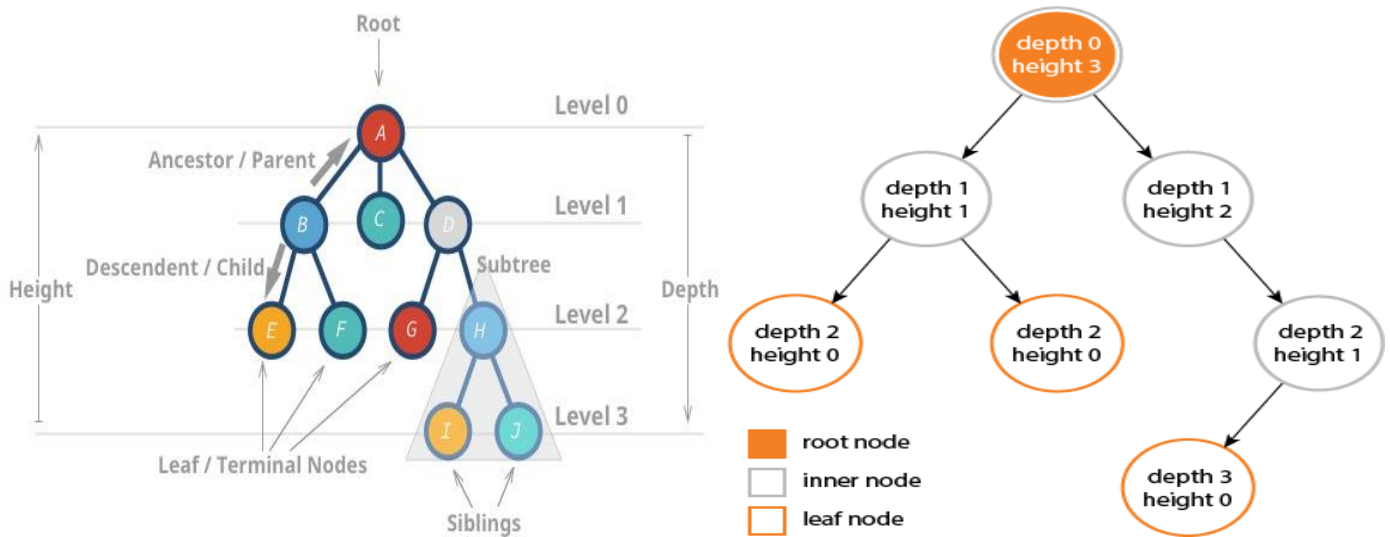 Root
Level 0
A
Ancestor / Parent
Level 1
B
C
D
Descendent / Child
Subtree
Height
Depth
Level 2
E
F
G
H
Level 3
I
J
Leaf / Terminal Nodes
Siblings
depth 0
height 3
depth 1
height 1
depth 1
height 2
depth 2
height 0
depth 2
height 0
depth 2
height 1
depth 3
height 0
root node
inner node
leaf node